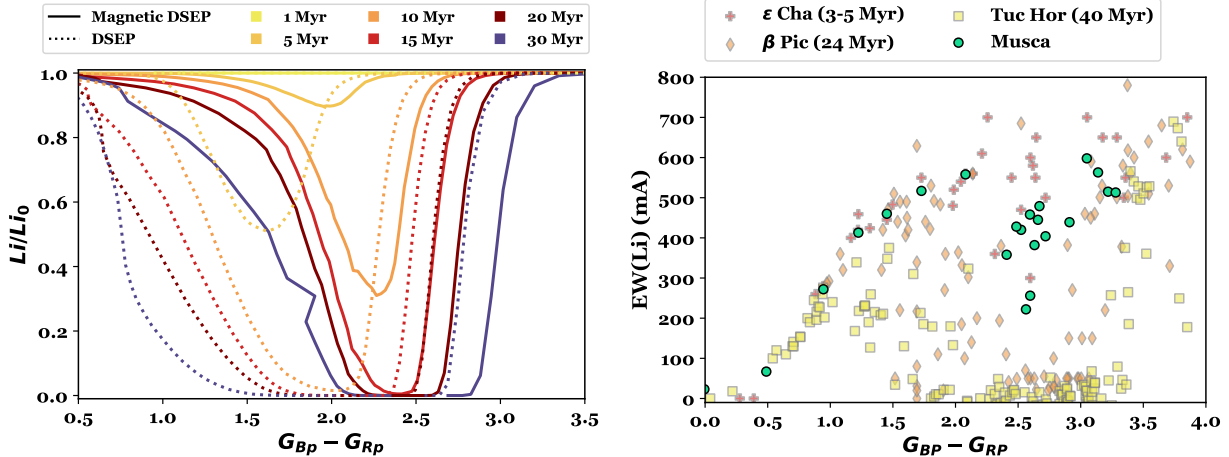 Magnetic DSEP
DSEP
1 Myr
5 Myr
10 Myr
15 Myr
20 Myr
30 Myr
1.0
0.8
0.6
0.4
0.2
0.0
Li/Li0
0.5 1.0 1.5 2.0 2.5 3.0 3.5
GBp − GRp
ε Cha (3-5 Myr)
β Pic (24 Myr)
Tuc Hor (40 Myr)
Musca
800
700
600
500
400
300
200
100
0
EW(Li) (mA)
0.0 0.5 1.0 1.5 2.0 2.5 3.0 3.5 4.0
GBP − GRP